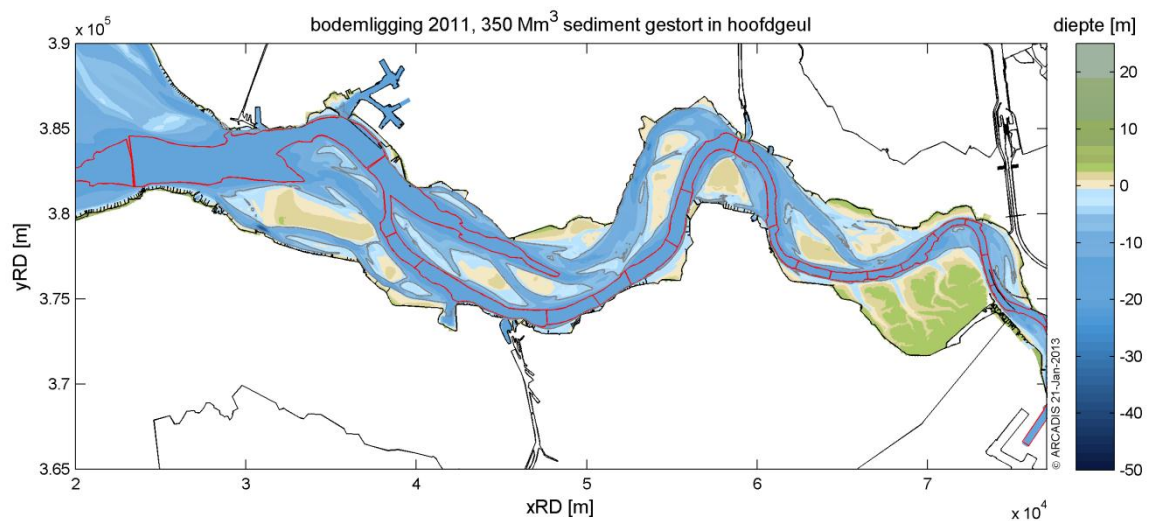 bodemligging 2011, 350 Mm³ sediment gestort in hoofdgeul
diepte [m]
x 10⁵
3.9
3.85
3.8
3.75
3.7
3.65
yRD [m]
2
3
4
5
6
7
xRD [m]
x 10⁴
20
10
0
-10
-20
-30
-40
-50
© ARCADIS 21-Jan-2013